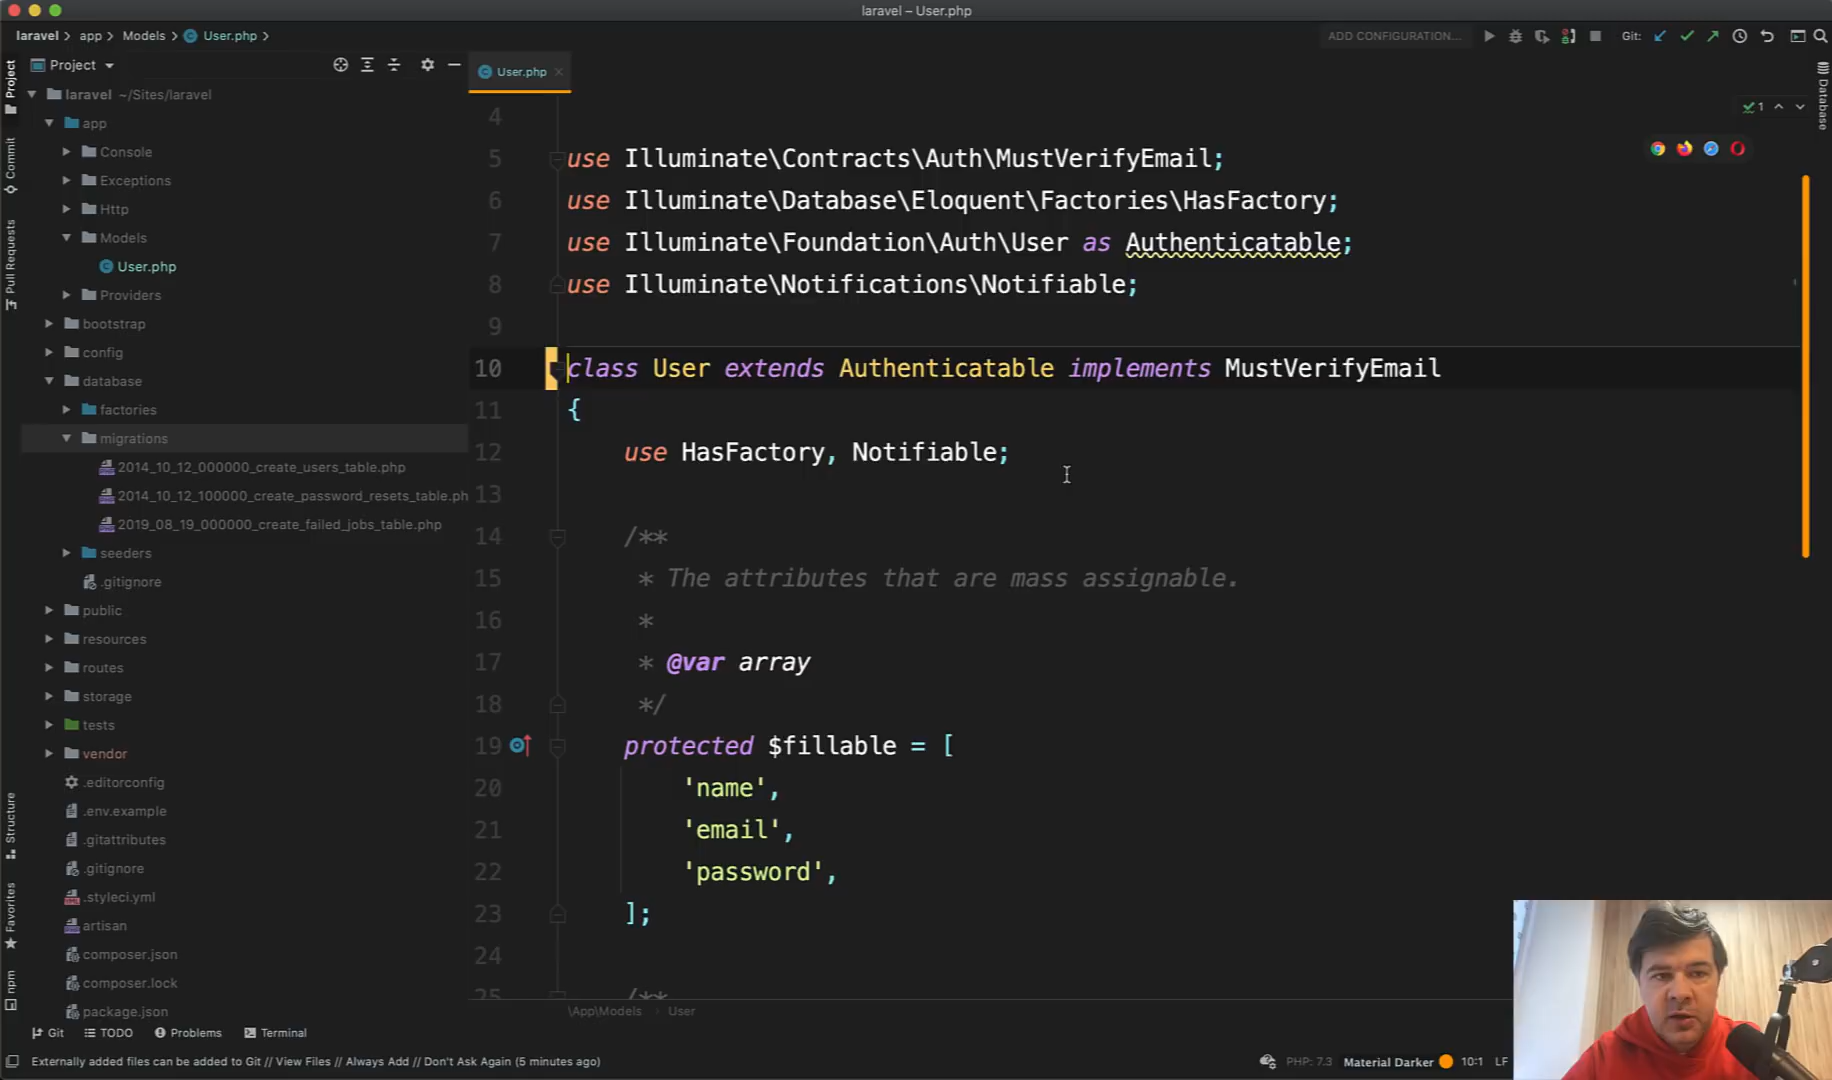 laravel – User.php
laravel app Models User.php
ADD CONFIGURATION...
Git:
Project
User.php
laravel ~/Sites/laravel
app
Console
Exceptions
Http
Models
User.php
Providers
bootstrap
config
database
factories
migrations
2014_10_12_000000_create_users_table.php
2014_10_12_100000_create_password_resets_table.ph
2019_08_19_000000_create_failed_jobs_table.php
seeders
.gitignore
public
resources
routes
storage
tests
vendor
.editorconfig
.env.example
.gitattributes
.gitignore
.styleci.yml
artisan
composer.json
composer.lock
package.json
Project
Commit
Pull Requests
Structure
Favorites
npm
4
5 use Illuminate\Contracts\Auth\MustVerifyEmail;
6 use Illuminate\Database\Eloquent\Factories\HasFactory;
7 use Illuminate\Foundation\Auth\User as Authenticatable;
8 use Illuminate\Notifications\Notifiable;
9
10 class User extends Authenticatable implements MustVerifyEmail
11 {
12 use HasFactory, Notifiable;
13
14 /**
15 * The attributes that are mass assignable.
16 *
17 * @var array
18 */
19 protected $fillable = [
20 'name',
21 'email',
22 'password',
23 ];
24
25 /**
1
Database
\App\Models User
Git TODO Problems Terminal
Externally added files can be added to Git // View Files // Always Add // Don't Ask Again (5 minutes ago)
PHP: 7.3 Material Darker 10:1 LF